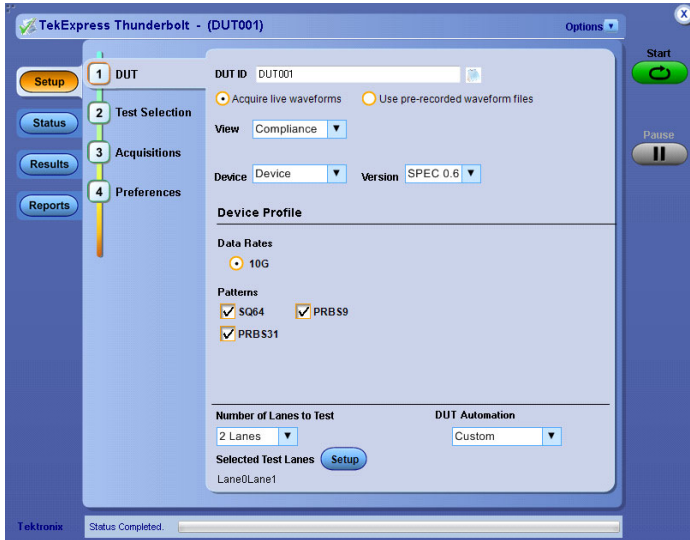 TekExpress Thunderbolt - (DUT001)
Options
x
Start
Pause
Setup
Status
Results
Reports
1 DUT
2 Test Selection
3 Acquisitions
4 Preferences
DUT ID DUT001
Acquire live waveforms Use pre-recorded waveform files
View Compliance
Device Device Version SPEC 0.6
Device Profile
Data Rates
10G
Patterns
SQ64 PRBS9
PRBS31
Number of Lanes to Test DUT Automation
2 Lanes Custom
Selected Test Lanes Setup
Lane0Lane1
Tektronix Status Completed.